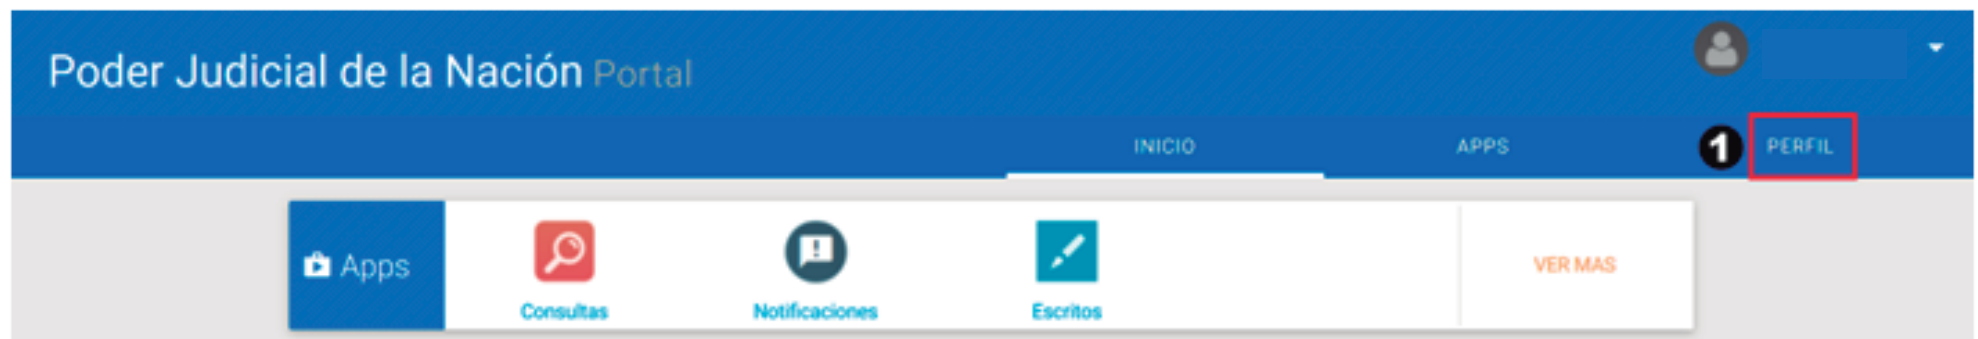 Poder Judicial de la Nación Portal
INICIO APPS 1 PERFIL
Apps
Consultas Notificaciones Escritos
VER MAS